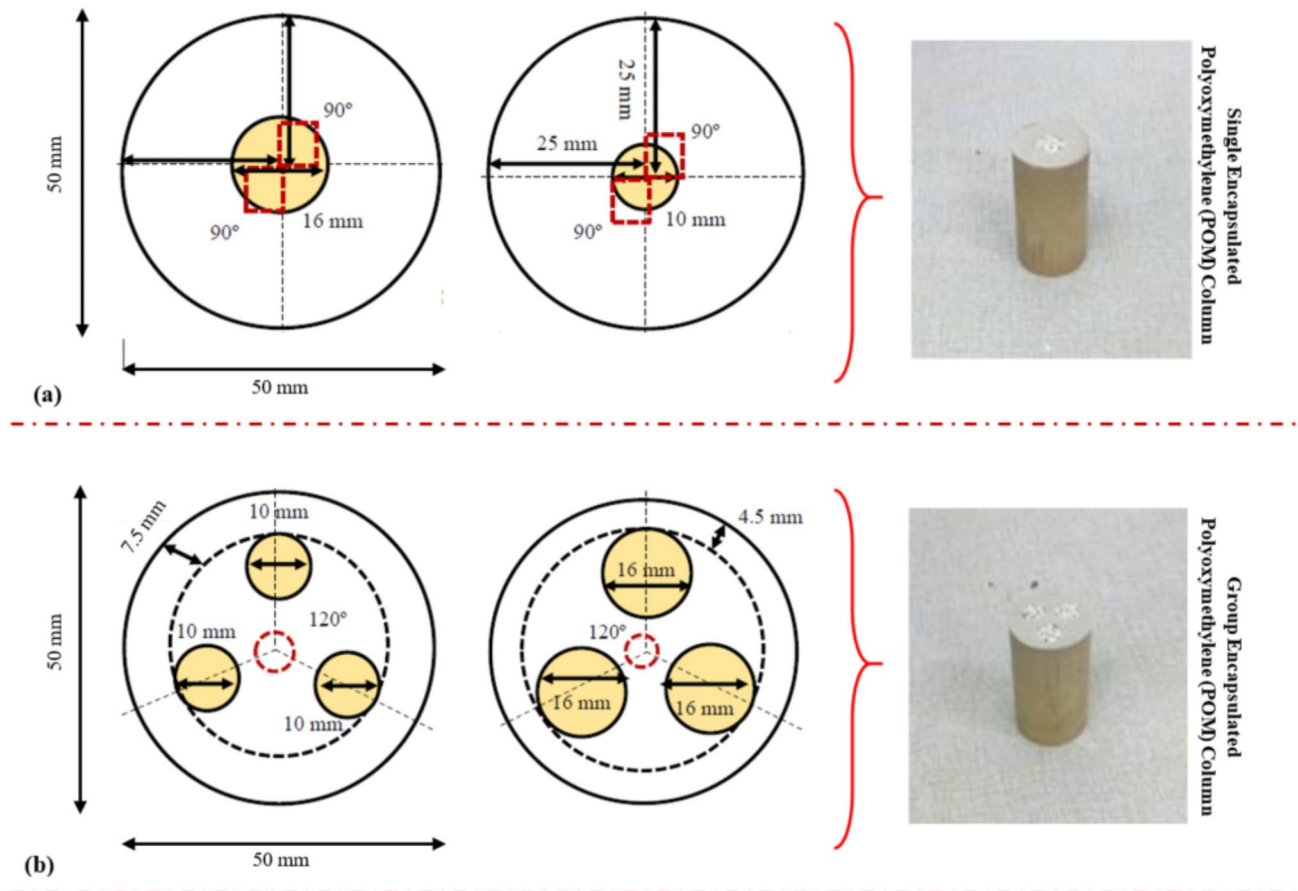 50 mm
90°
90°
16 mm
50 mm
25 mm
25 mm
90°
90°
10 mm
Single Encapsulated
Polyoxymethylene (POM) Column
(a)
50 mm
7.5 mm
10 mm
10 mm
120°
10 mm
50 mm
4.5 mm
16 mm
120°
16 mm
16 mm
Group Encapsulated
Polyoxymethylene (POM) Column
(b)